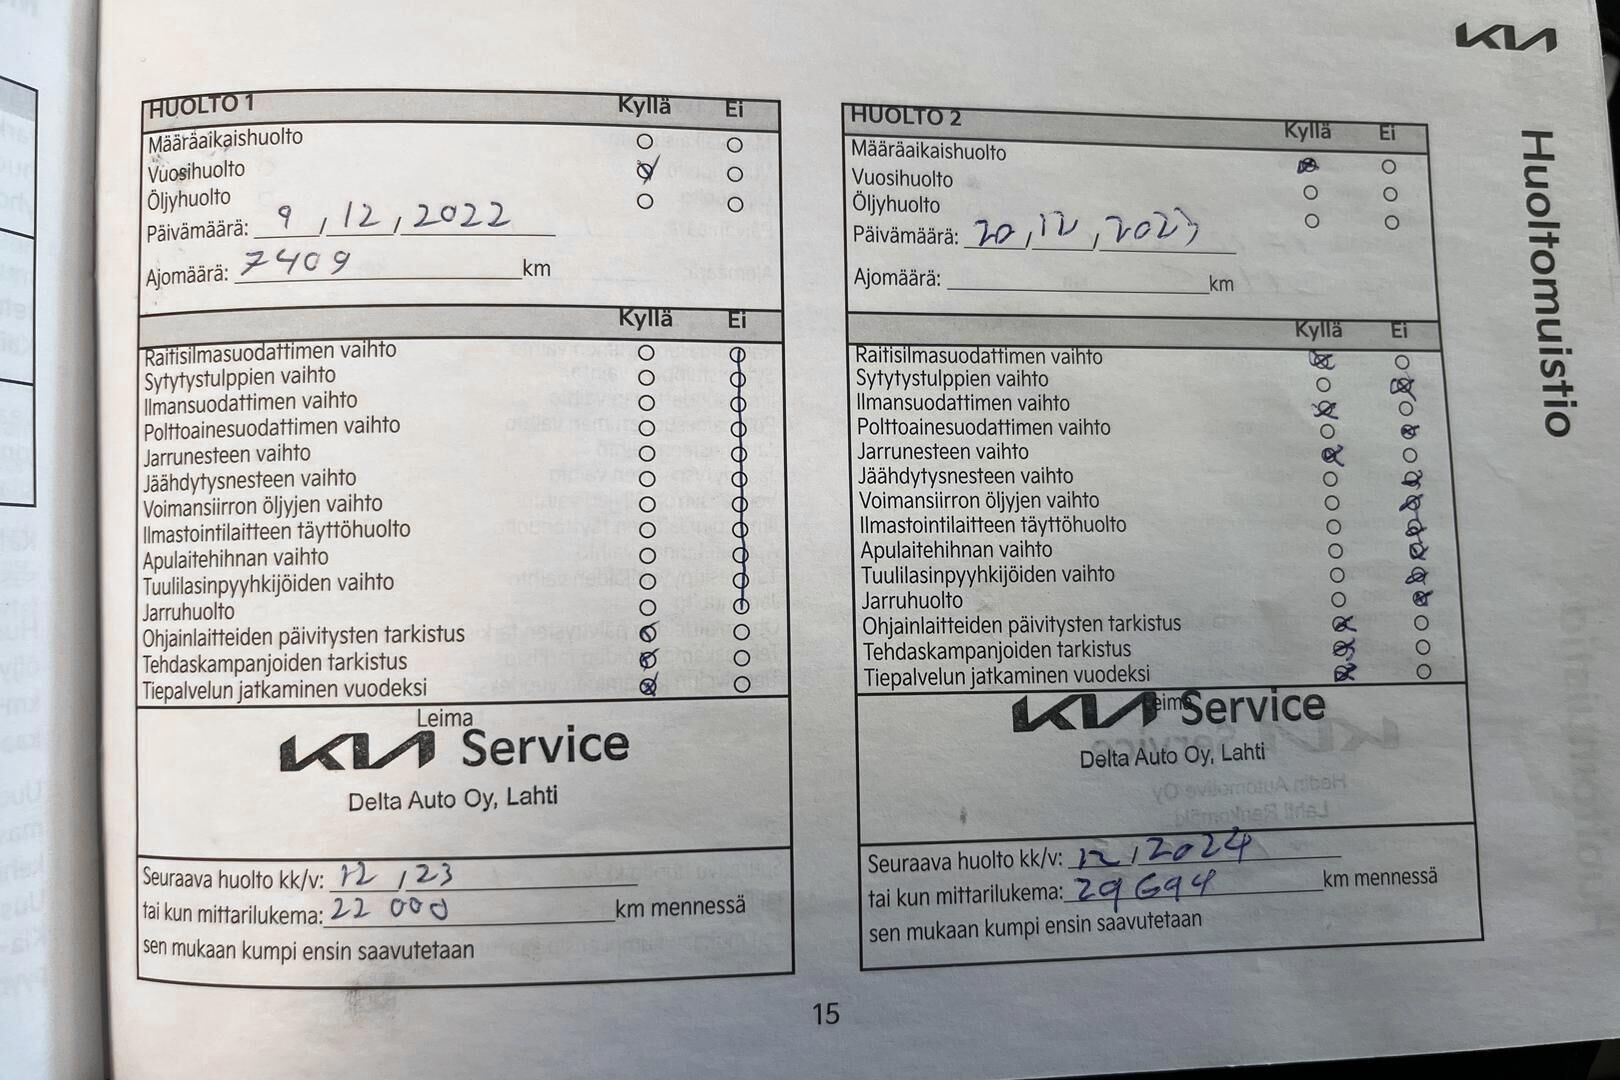 KIA
Huoltomuistio
HUOLTO 1 Kyllä Ei
Määräaikaishuolto
Vuosihuolto
Öljyhuolto
Päivämäärä: 9 , 12 , 2022
Ajomäärä: 7409 km
Kyllä Ei
Raitisilmasuodattimen vaihto
Sytytystulppien vaihto
Ilmansuodattimen vaihto
Polttoainesuodattimen vaihto
Jarrunesteen vaihto
Jäähdytysnesteen vaihto
Voimansiirron öljyjen vaihto
Ilmastointilaitteen täyttöhuolto
Apulaitehihnan vaihto
Tuulilasinpyyhkijöiden vaihto
Jarruhuolto
Ohjainlaitteiden päivitysten tarkistus
Tehdaskampanjoiden tarkistus
Tiepalvelun jatkaminen vuodeksi
Leima
KIA Service
Delta Auto Oy, Lahti
Seuraava huolto kk/v: 12 / 23
tai kun mittarilukema: 22 000 km mennessä
sen mukaan kumpi ensin saavutetaan
HUOLTO 2 Kyllä Ei
Määräaikaishuolto
Vuosihuolto
Öljyhuolto
Päivämäärä: 20 , 12 , 2023
Ajomäärä: km
Kyllä Ei
Raitisilmasuodattimen vaihto
Sytytystulppien vaihto
Ilmansuodattimen vaihto
Polttoainesuodattimen vaihto
Jarrunesteen vaihto
Jäähdytysnesteen vaihto
Voimansiirron öljyjen vaihto
Ilmastointilaitteen täyttöhuolto
Apulaitehihnan vaihto
Tuulilasinpyyhkijöiden vaihto
Jarruhuolto
Ohjainlaitteiden päivitysten tarkistus
Tehdaskampanjoiden tarkistus
Tiepalvelun jatkaminen vuodeksi
Leima
KIA Service
Delta Auto Oy, Lahti
Seuraava huolto kk/v: 12 / 2024
tai kun mittarilukema: 29694 km mennessä
sen mukaan kumpi ensin saavutetaan
15